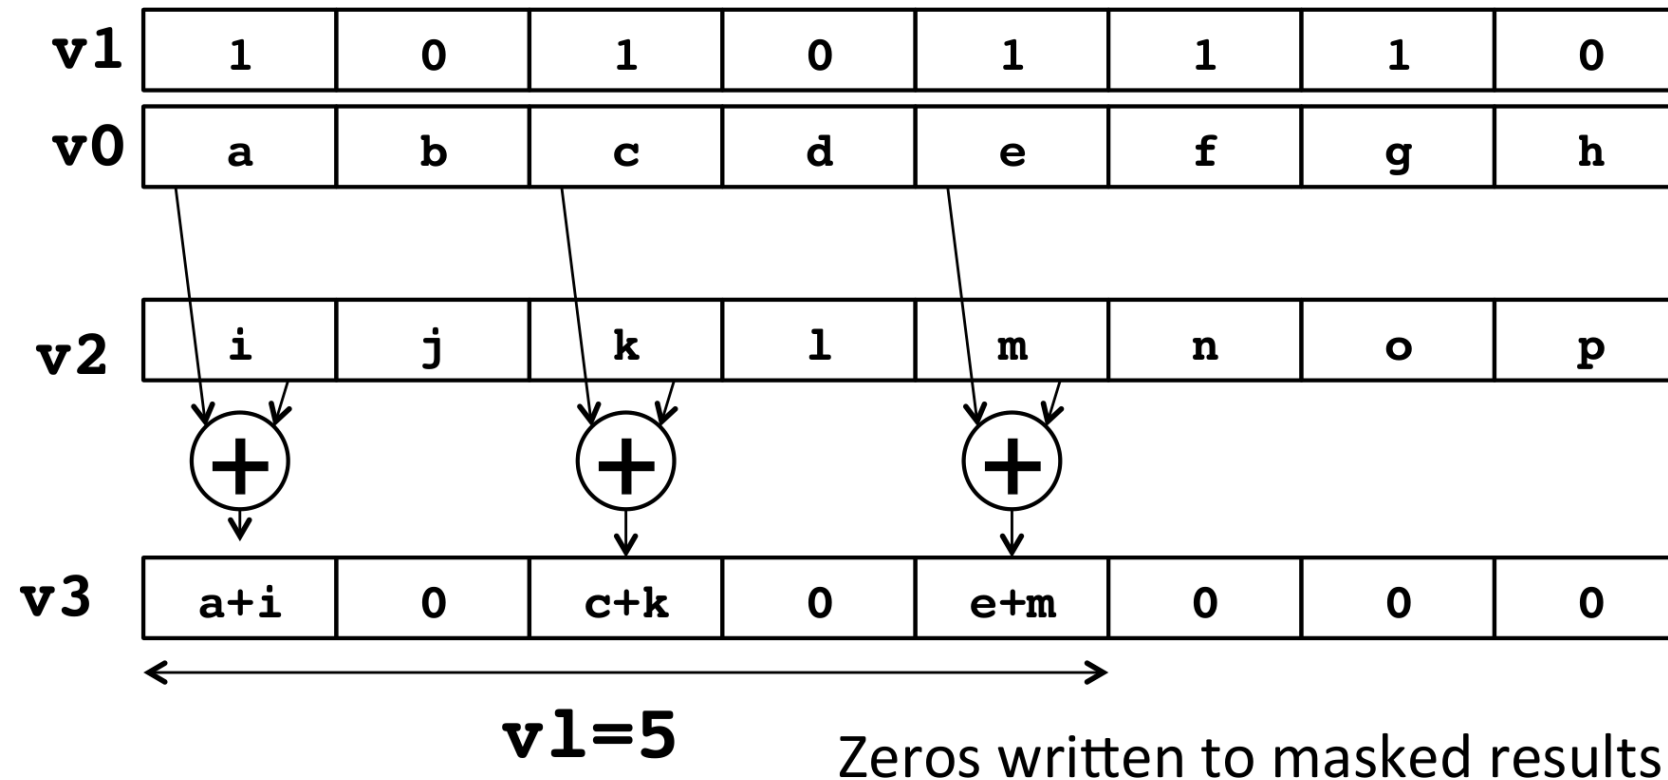 v1 1 0 1 0 1 1 1 0
v0 a b c d e f g h
v2 i j k l m n o p
+ + +
v3 a+i 0 c+k 0 e+m 0 0 0
vl=5
Zeros written to masked results